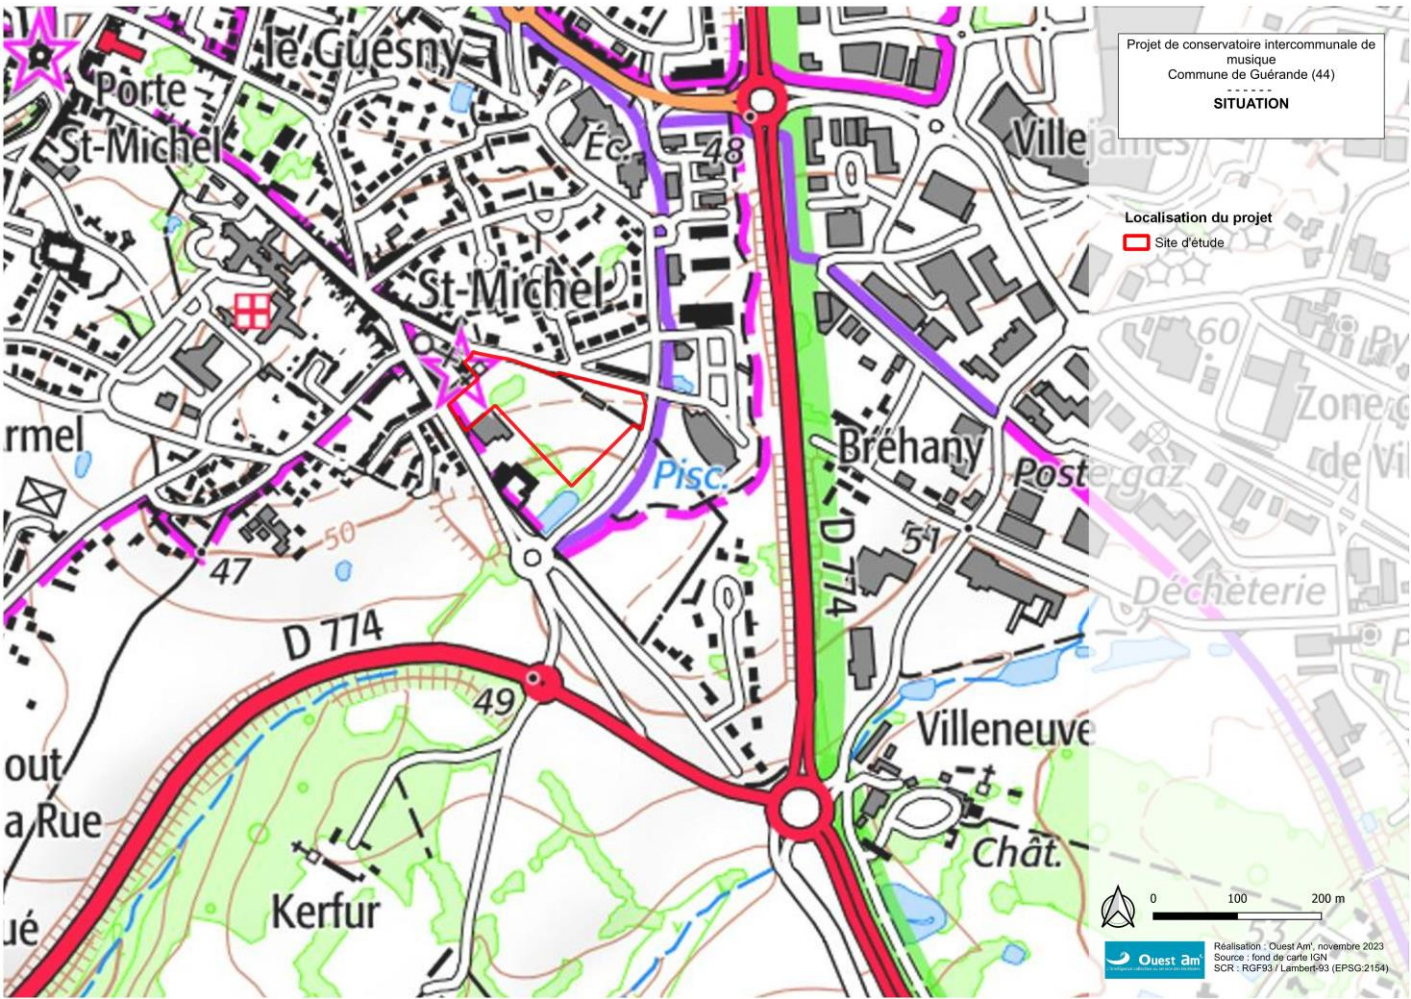 le Guesny
Porte
St-Michel
Éc.
48
Villejames
St-Michel
60
Zone
de Vil
rmel
Bréhany
Pisc.
Poste gaz
50
47
51
D 774
Déchèterie
D 774
49
Villeneuve
out
a Rue
Chât.
Kerfur
ué
53
Projet de conservatoire intercommunale de
musique
Commune de Guérande (44)
- - - - - -
SITUATION
Localisation du projet
Site d'étude
0 100 200 m
Ouest am'
Réalisation : Ouest Am', novembre 2023
Source : fond de carte IGN
SCR : RGF93 / Lambert-93 (EPSG:2154)